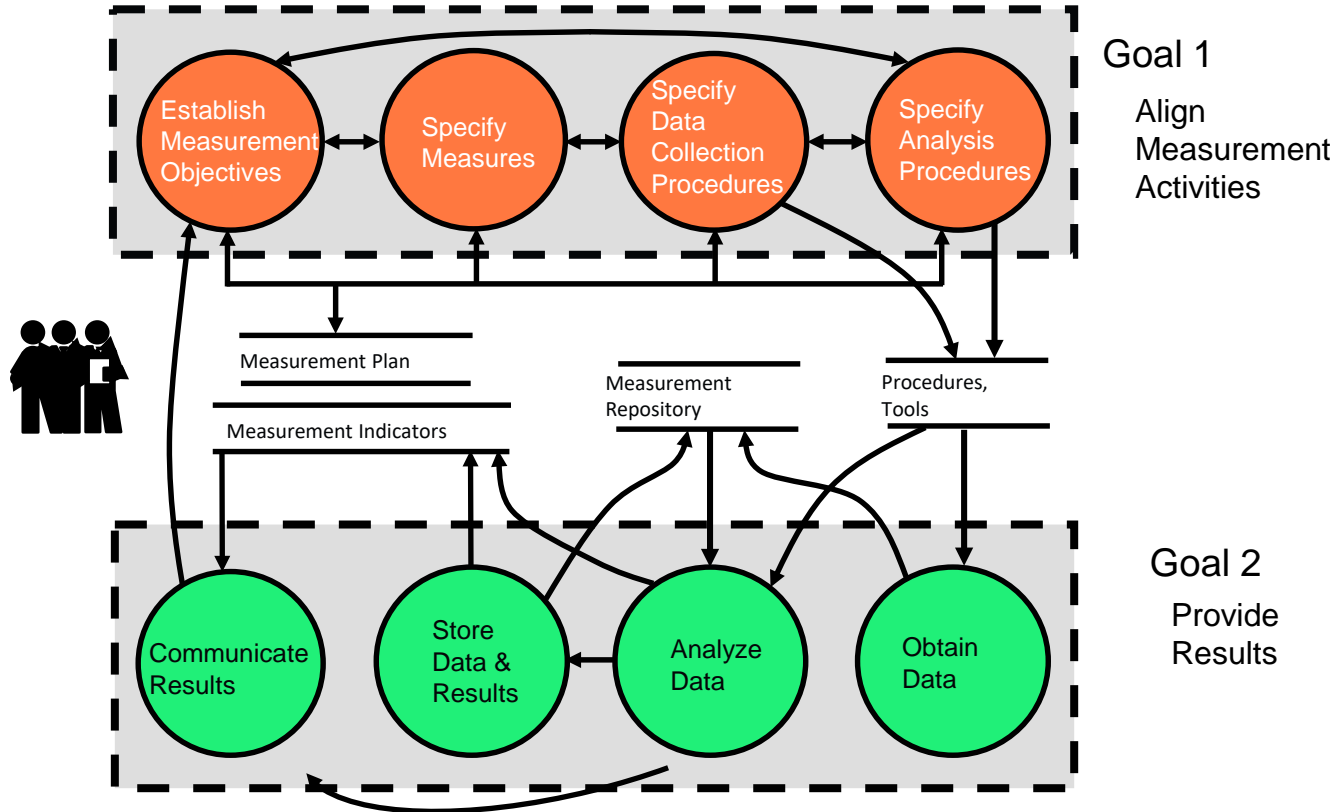 Goal 1
Align
Measurement
Activities
Establish
Measurement
Objectives
Specify
Measures
Specify
Data
Collection
Procedures
Specify
Analysis
Procedures
Measurement Plan
Measurement Indicators
Measurement
Repository
Procedures,
Tools
Goal 2
Provide
Results
Communicate
Results
Store
Data &
Results
Analyze
Data
Obtain
Data